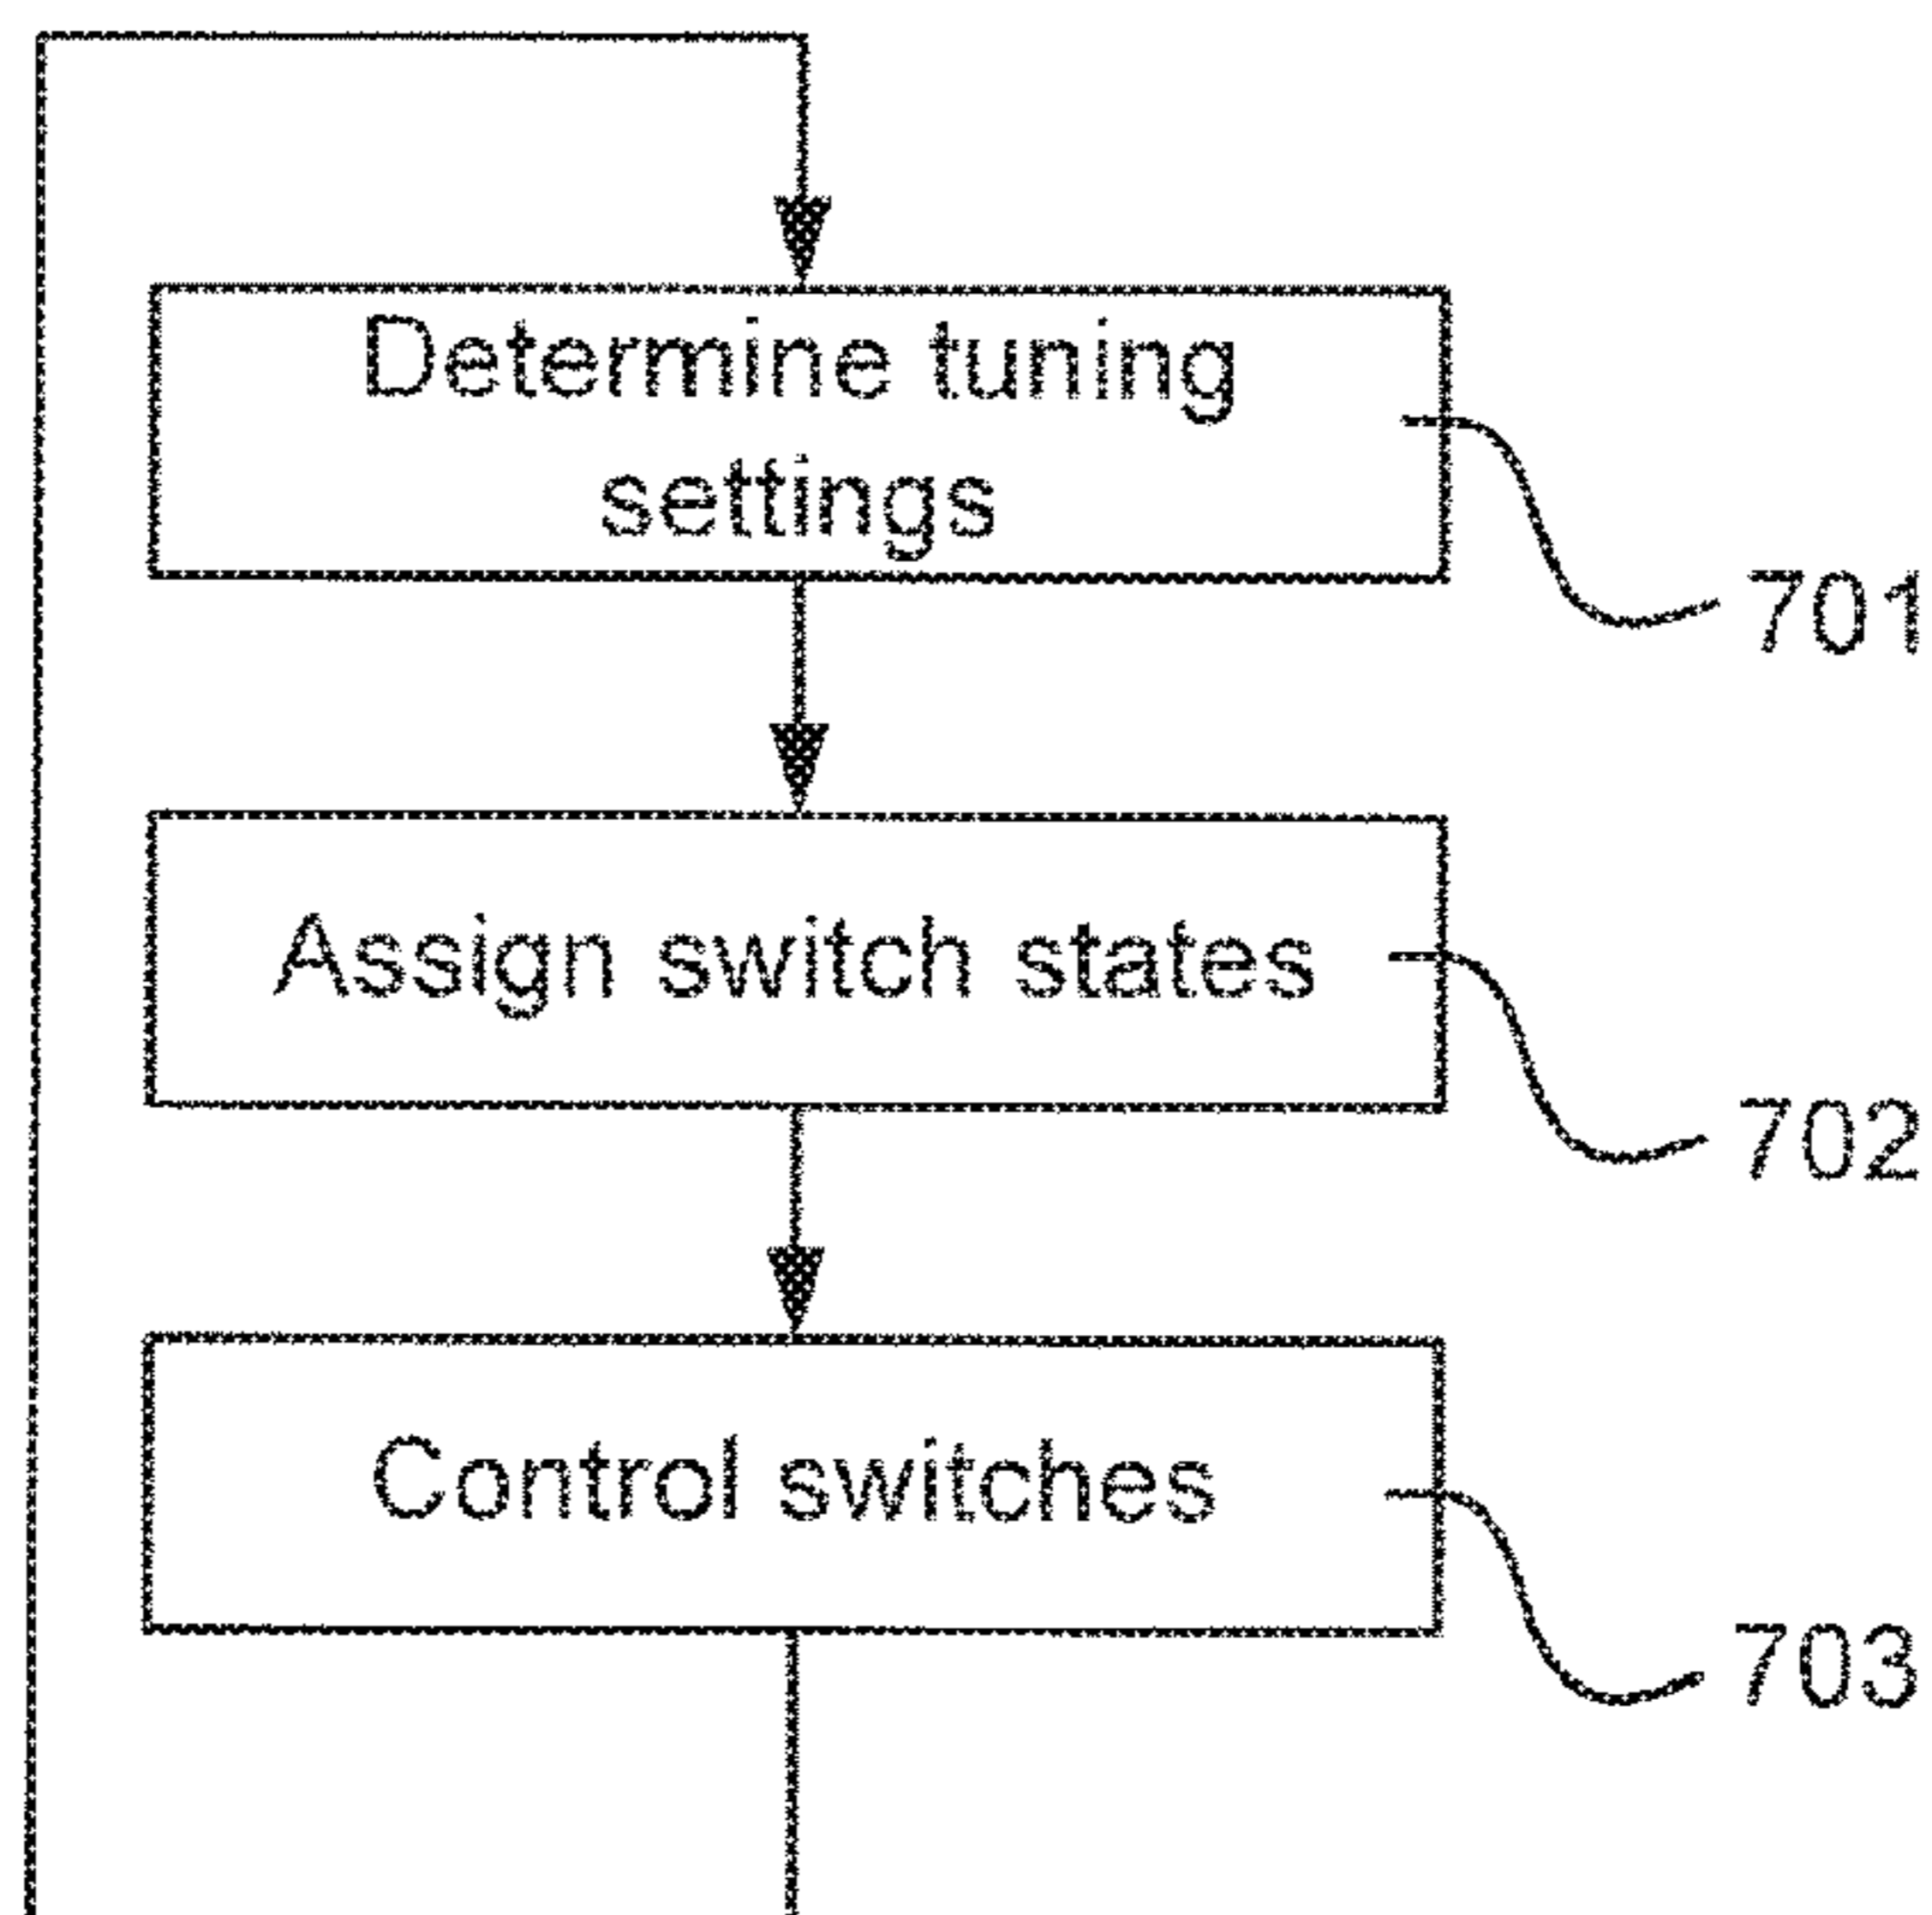 Determine tuning
settings
701
Assign switch states
702
Control switches
703